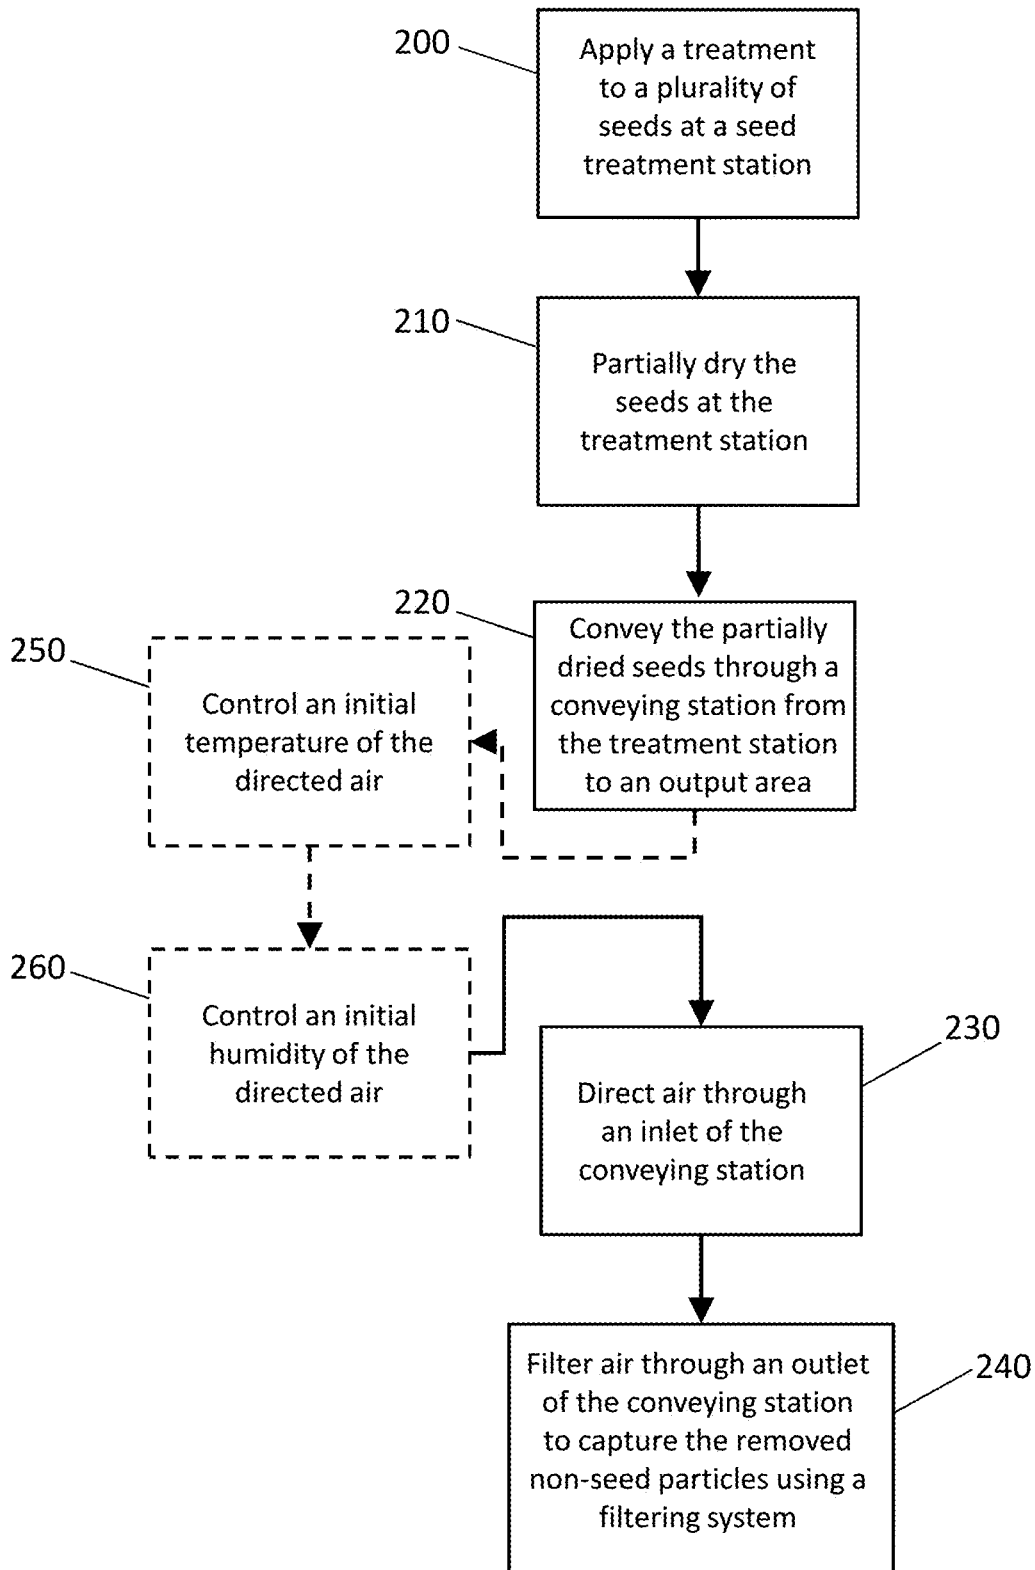 200
Apply a treatment
to a plurality of
seeds at a seed
treatment station
210
Partially dry the
seeds at the
treatment station
220
Convey the partially
dried seeds through a
conveying station from
the treatment station
to an output area
250
Control an initial
temperature of the
directed air
260
Control an initial
humidity of the
directed air
230
Direct air through
an inlet of the
conveying station
240
Filter air through an outlet
of the conveying station
to capture the removed
non-seed particles using a
filtering system